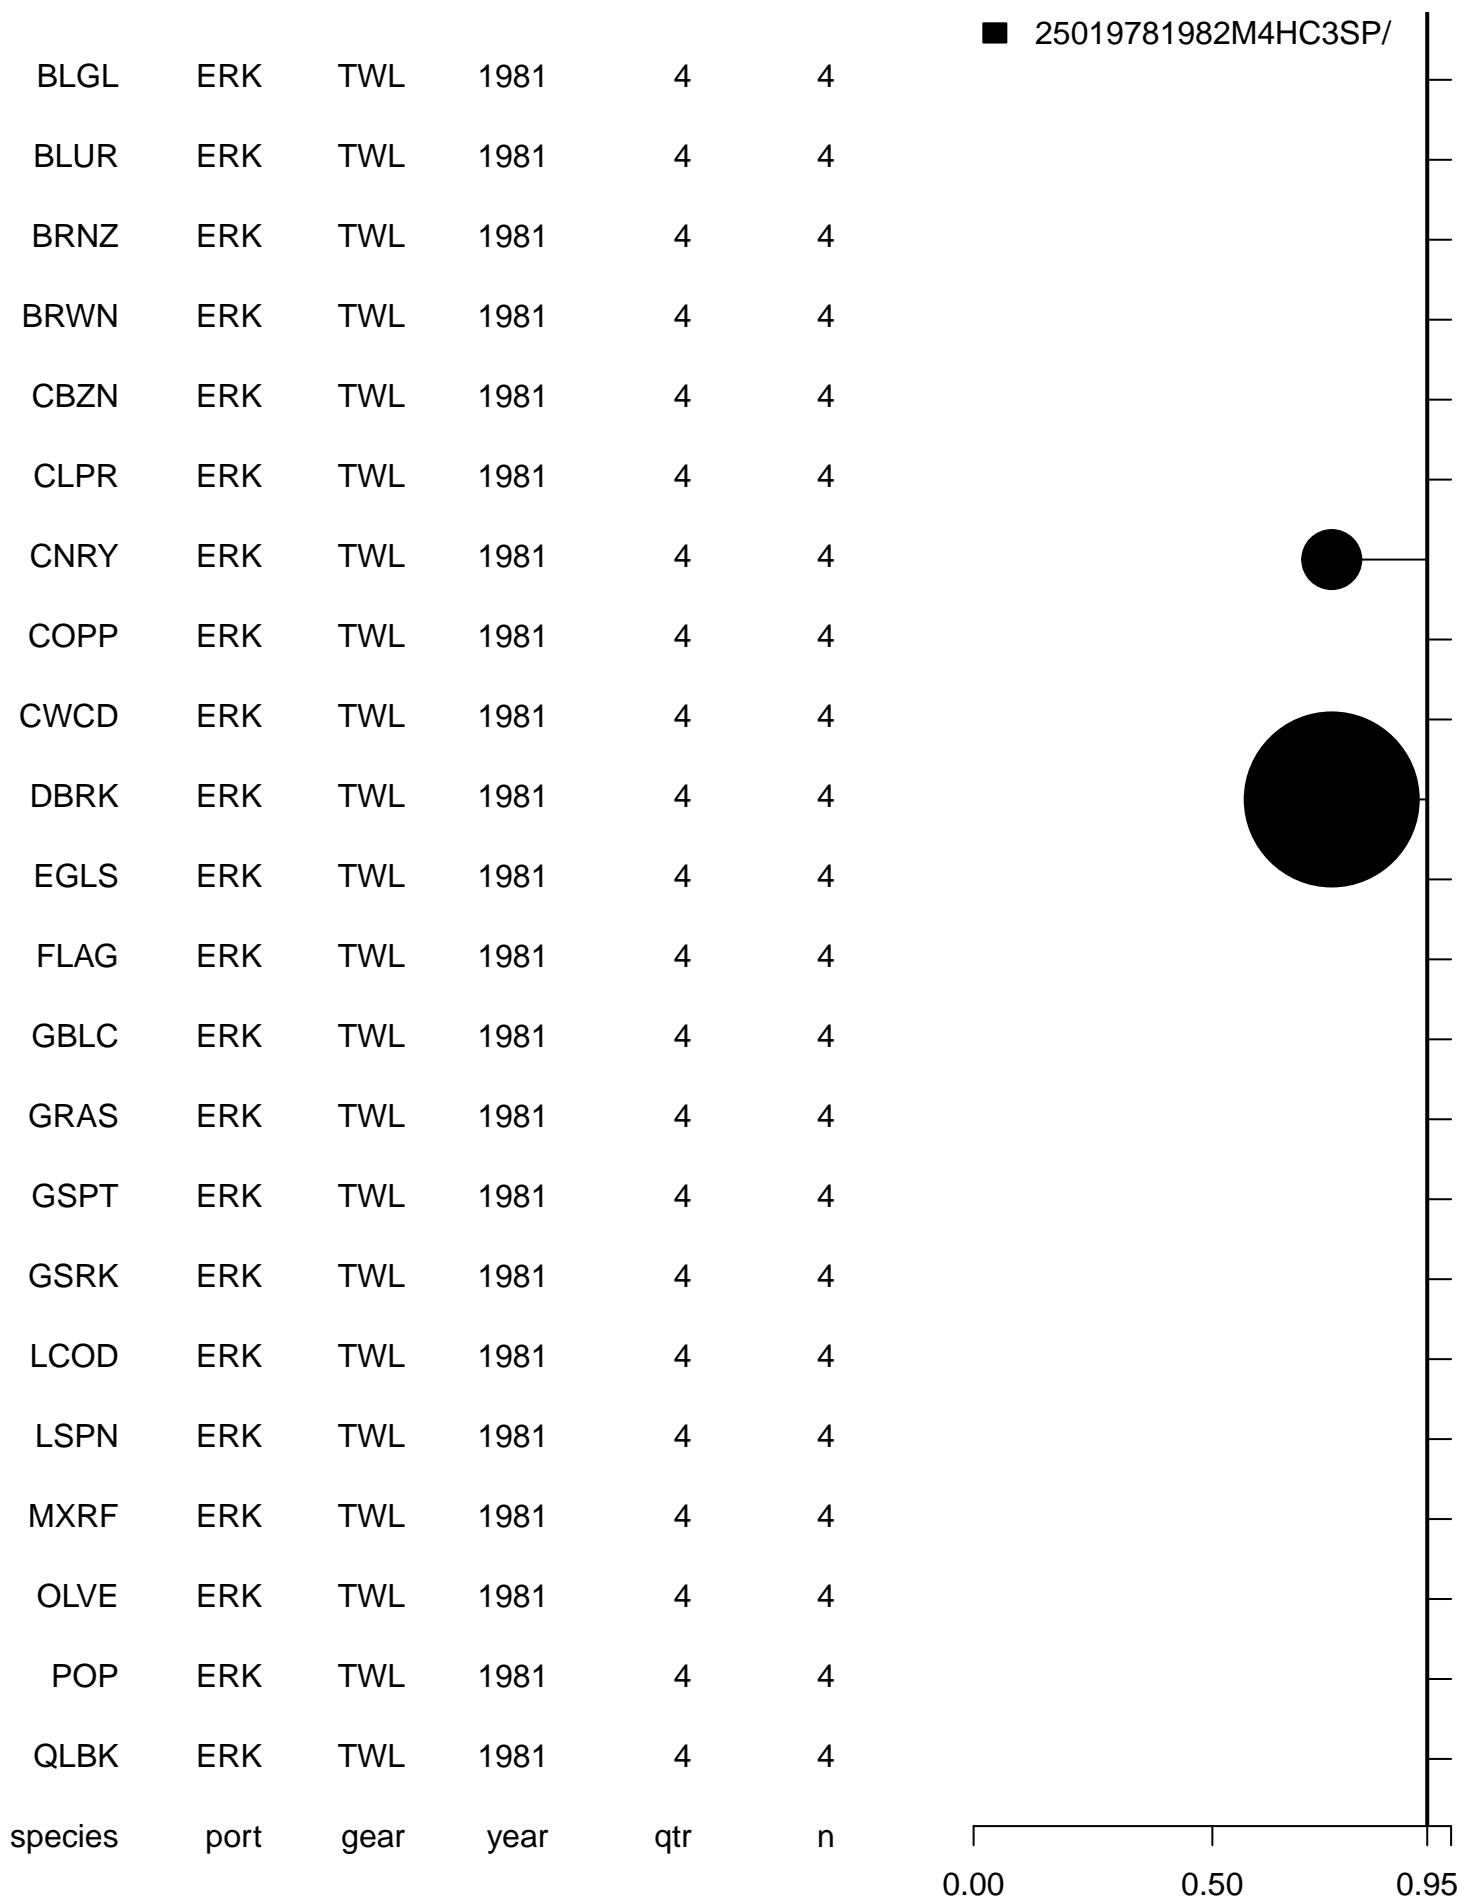 25019781982M4HC3SP/
BLGL ERK TWL 1981 4 4
BLUR ERK TWL 1981 4 4
BRNZ ERK TWL 1981 4 4
BRWN ERK TWL 1981 4 4
CBZN ERK TWL 1981 4 4
CLPR ERK TWL 1981 4 4
CNRY ERK TWL 1981 4 4
COPP ERK TWL 1981 4 4
CWCD ERK TWL 1981 4 4
DBRK ERK TWL 1981 4 4
EGLS ERK TWL 1981 4 4
FLAG ERK TWL 1981 4 4
GBLC ERK TWL 1981 4 4
GRAS ERK TWL 1981 4 4
GSPT ERK TWL 1981 4 4
GSRK ERK TWL 1981 4 4
LCOD ERK TWL 1981 4 4
LSPN ERK TWL 1981 4 4
MXRF ERK TWL 1981 4 4
OLVE ERK TWL 1981 4 4
POP ERK TWL 1981 4 4
QLBK ERK TWL 1981 4 4
species port gear year qtr n
0.00 0.50 0.95